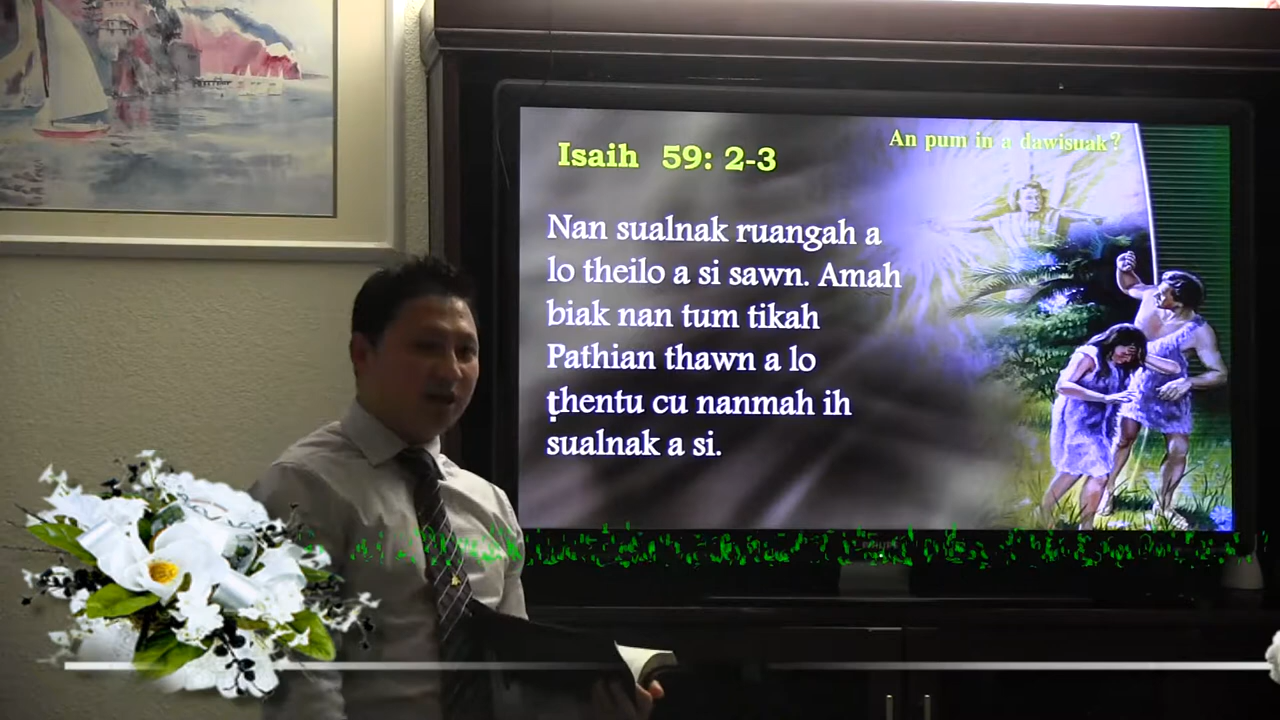 An pum in a dawisuak?
Isaih 59: 2-3
Nan sualnak ruangah a
lo theilo a si sawn. Amah
biak nan tum tikah
Pathian thawn a lo
ṭhentu cu nanmah ih
sualnak a si.